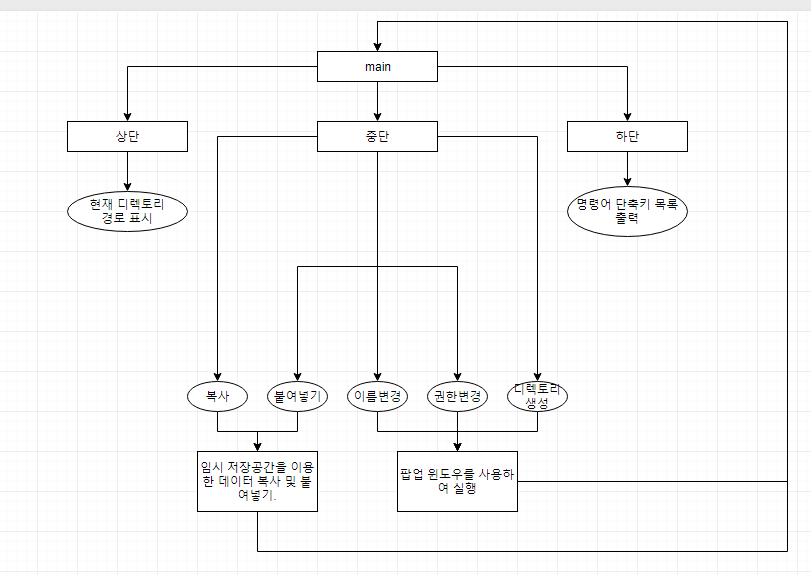 main
상단
중단
하단
현재 디렉토리
경로 표시
명령어 단축키 목록
출력
복사
붙여넣기
이름변경
권한변경
디렉토리
생성
임시 저장공간을 이용
한 데이터 복사 및 붙
여넣기.
팝업 윈도우를 사용하
여 실행